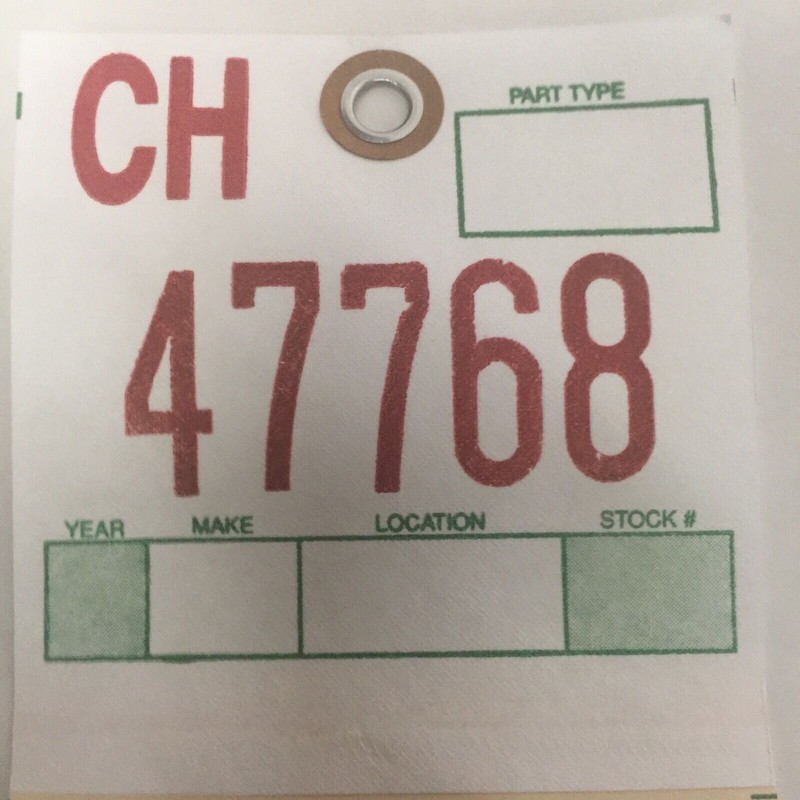 CH
PART TYPE
47768
YEAR MAKE LOCATION STOCK #